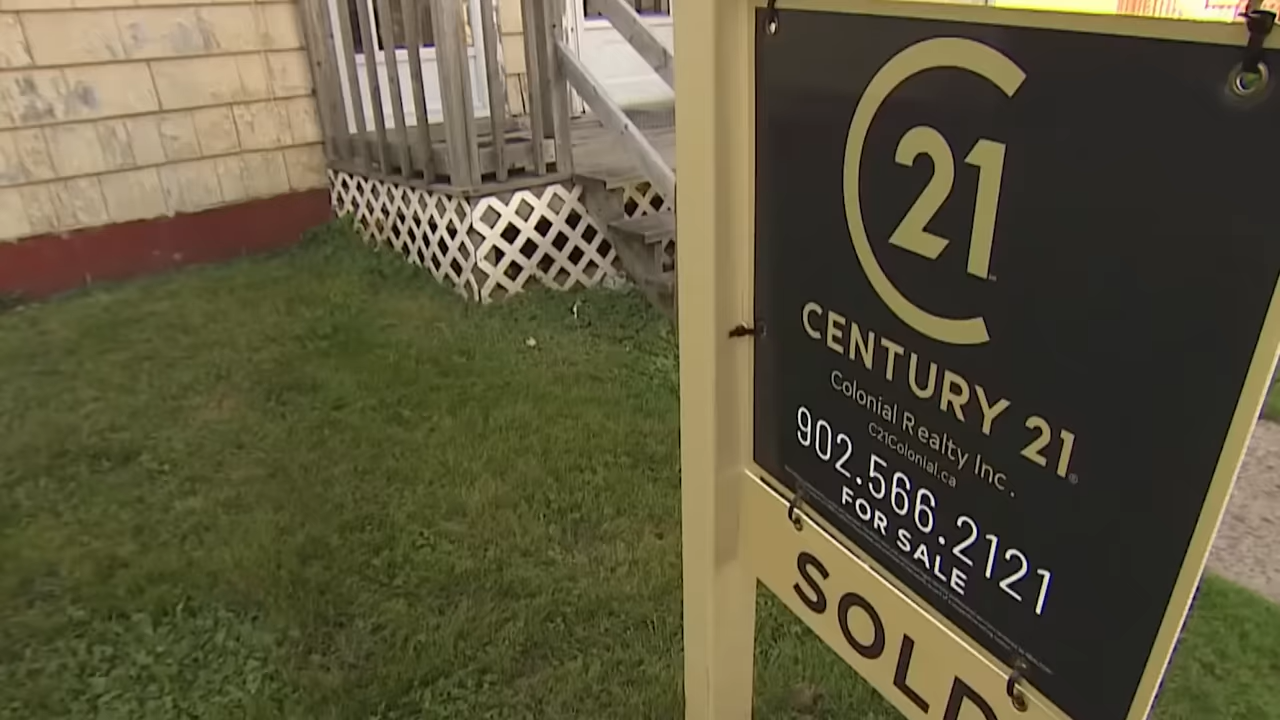 21
CENTURY 21®
Colonial Realty Inc.
C21Colonial.ca
902.566.2121
FOR SALE
SOLD